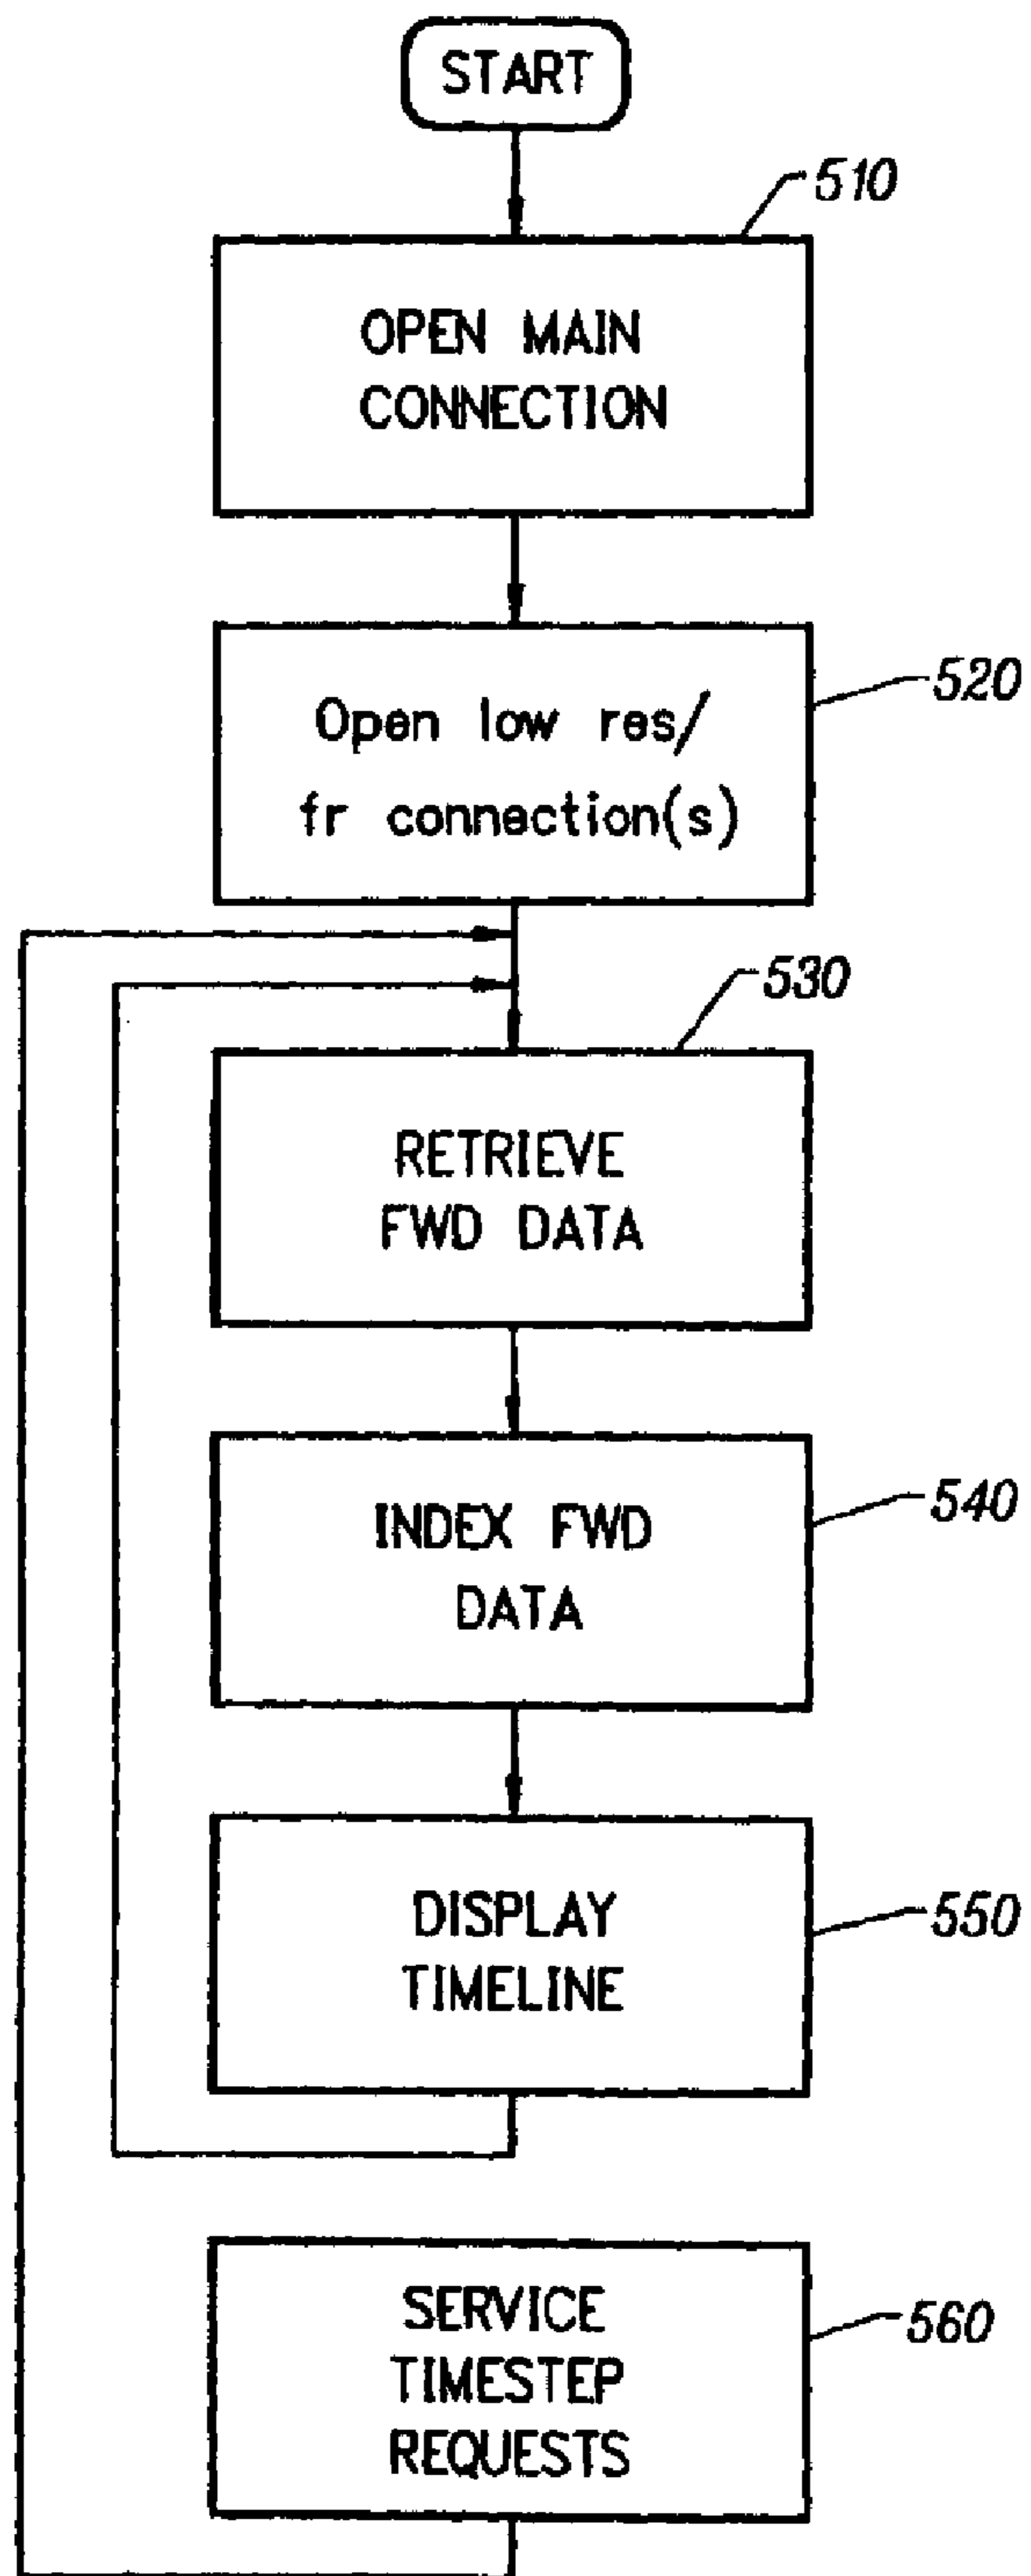 START
510
OPEN MAIN
CONNECTION
520
Open low res/
fr connection(s)
530
RETRIEVE
FWD DATA
540
INDEX FWD
DATA
550
DISPLAY
TIMELINE
560
SERVICE
TIMESTEP
REQUESTS